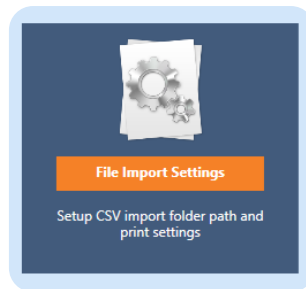 File Import Settings
Setup CSV import folder path and
print settings